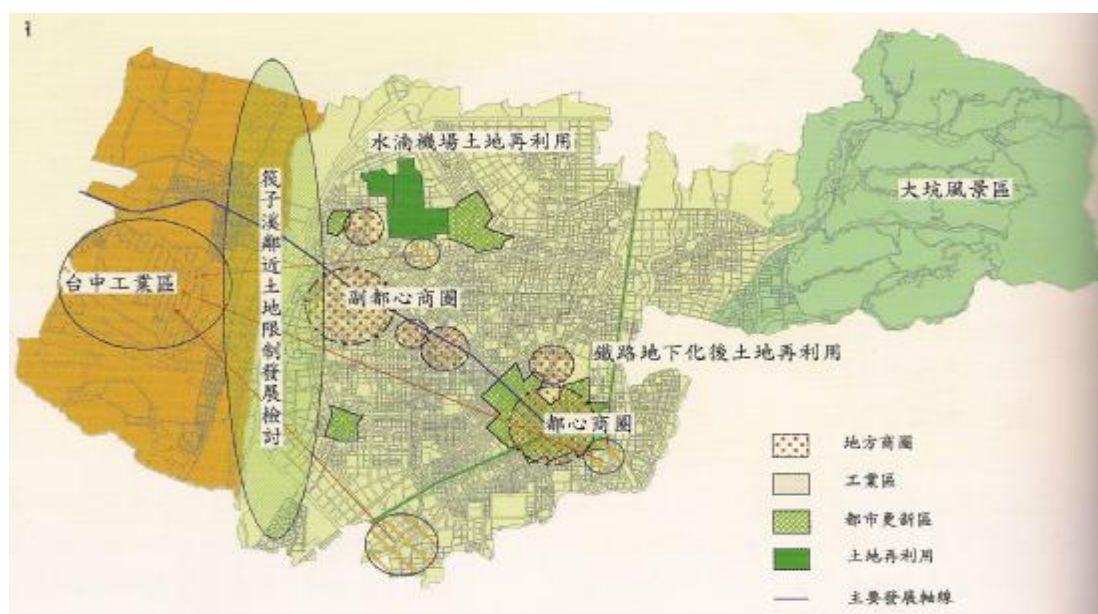 水湳機場土地再利用
大坑風景區
筏子溪鄰近土地限制發展檢討
台中工業區
副都心商圈
鐵路地下化後土地再利用
都心商圈
地方商圈
工業區
都市更新區
土地再利用
主要發展軸線